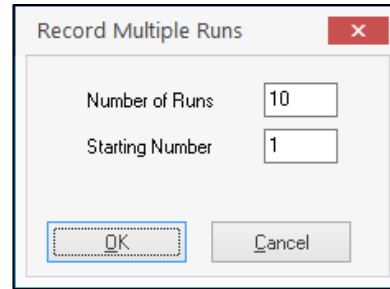 Record Multiple Runs
Number of Runs 10
Starting Number 1
OK Cancel